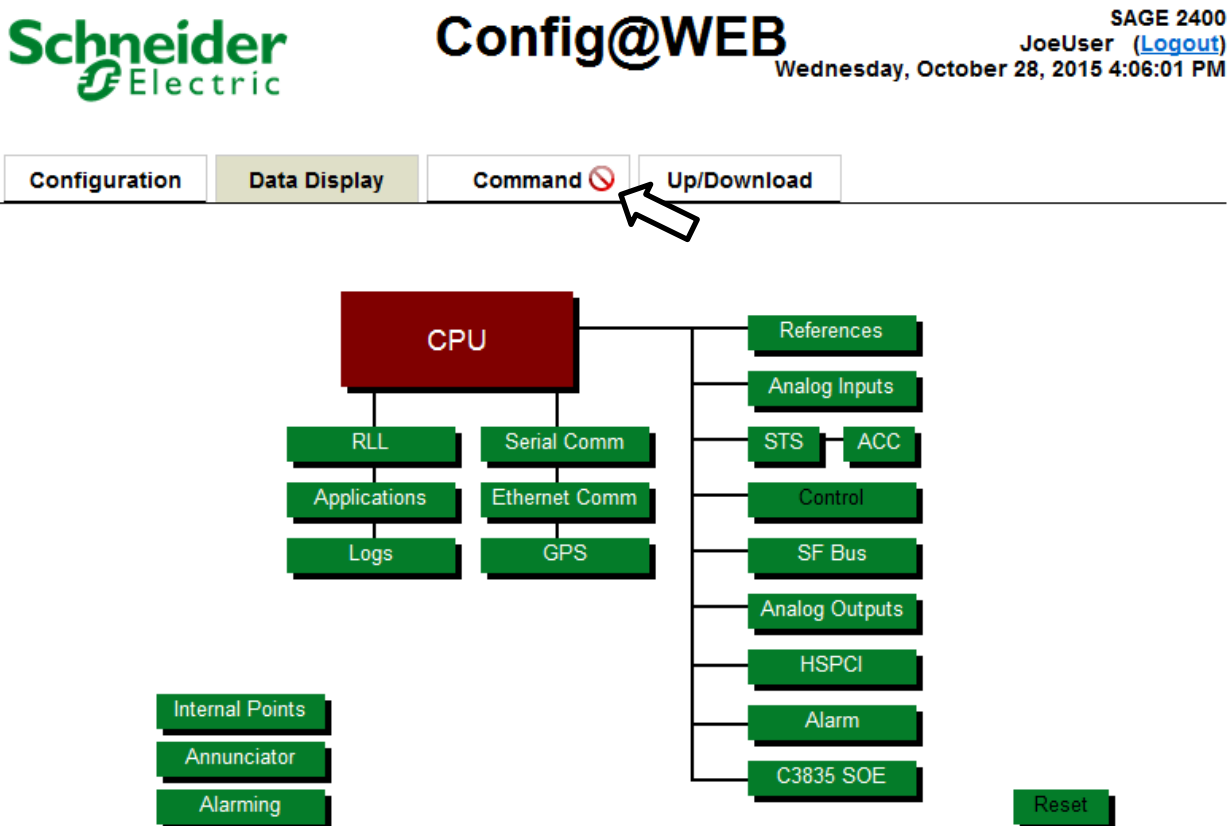 Schneider
Electric
Config@WEB
SAGE 2400
JoeUser (Logout)
Wednesday, October 28, 2015 4:06:01 PM
Configuration
Data Display
Command
Up/Download
CPU
RLL
Applications
Logs
Serial Comm
Ethernet Comm
GPS
References
Analog Inputs
STS
ACC
Control
SF Bus
Analog Outputs
HSPCI
Alarm
C3835 SOE
Internal Points
Annunciator
Alarming
Reset